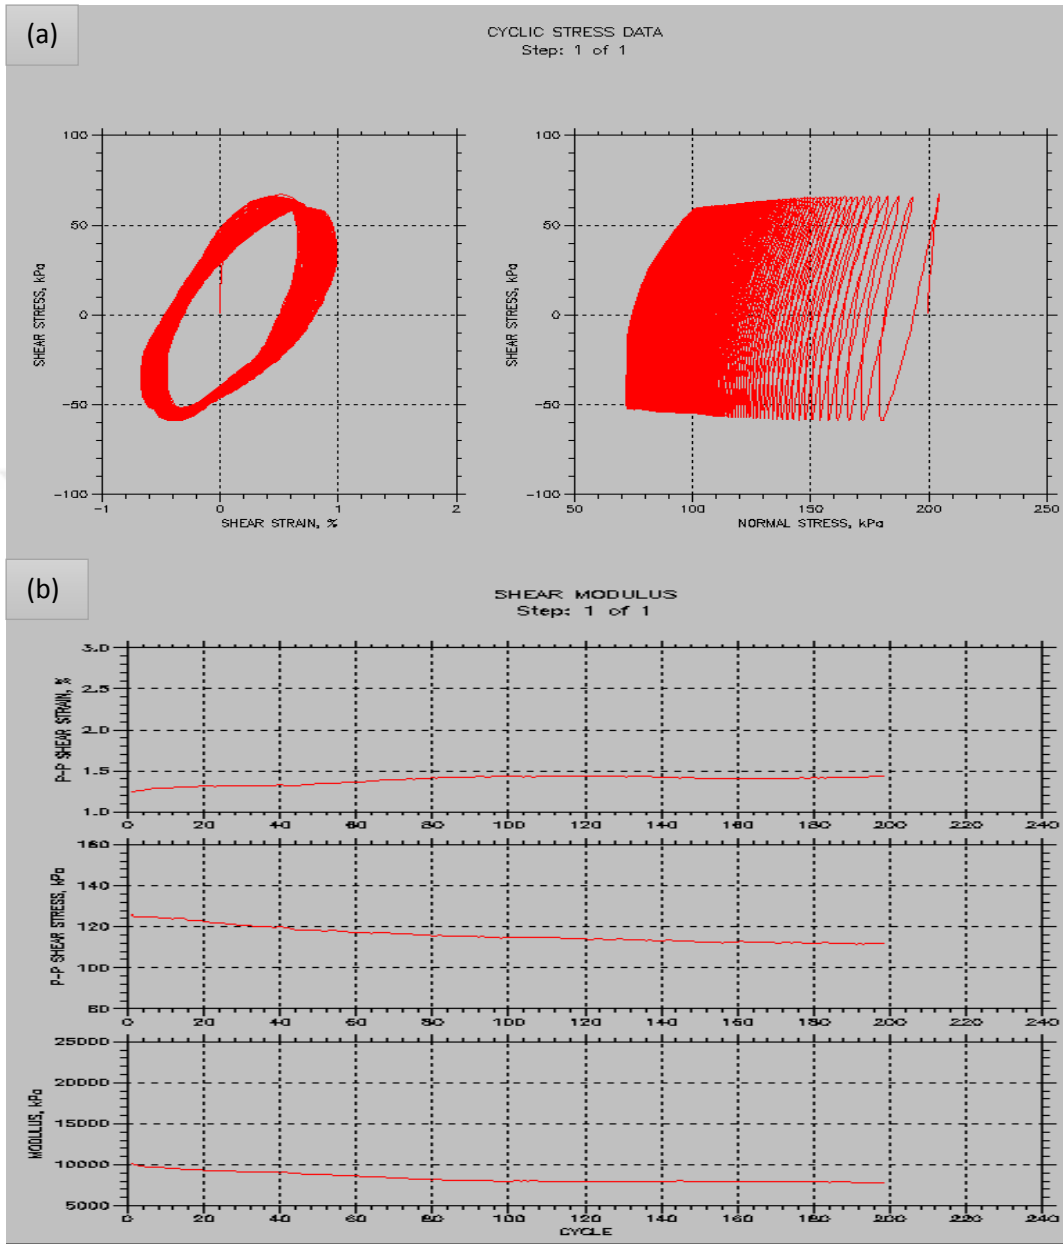 (a)
CYCLIC STRESS DATA
Step: 1 of 1
100
50
0
-50
-100
SHEAR STRESS, kPa
-1 0 1 2
SHEAR STRAIN, %
100
50
0
-50
-100
SHEAR STRESS, kPa
50 100 150 200 250
NORMAL STRESS, kPa
(b)
SHEAR MODULUS
Step: 1 of 1
3.0
2.5
2.0
1.5
1.0
P-P SHEAR STRAIN, %
0 20 40 60 80 100 120 140 160 180 200 220 240
160
140
120
100
80
P-P SHEAR STRESS, kPa
0 20 40 60 80 100 120 140 160 180 200 220 240
25000
20000
15000
10000
5000
MODULUS, kPa
0 20 40 60 80 100 120 140 160 180 200 220 240
CYCLE